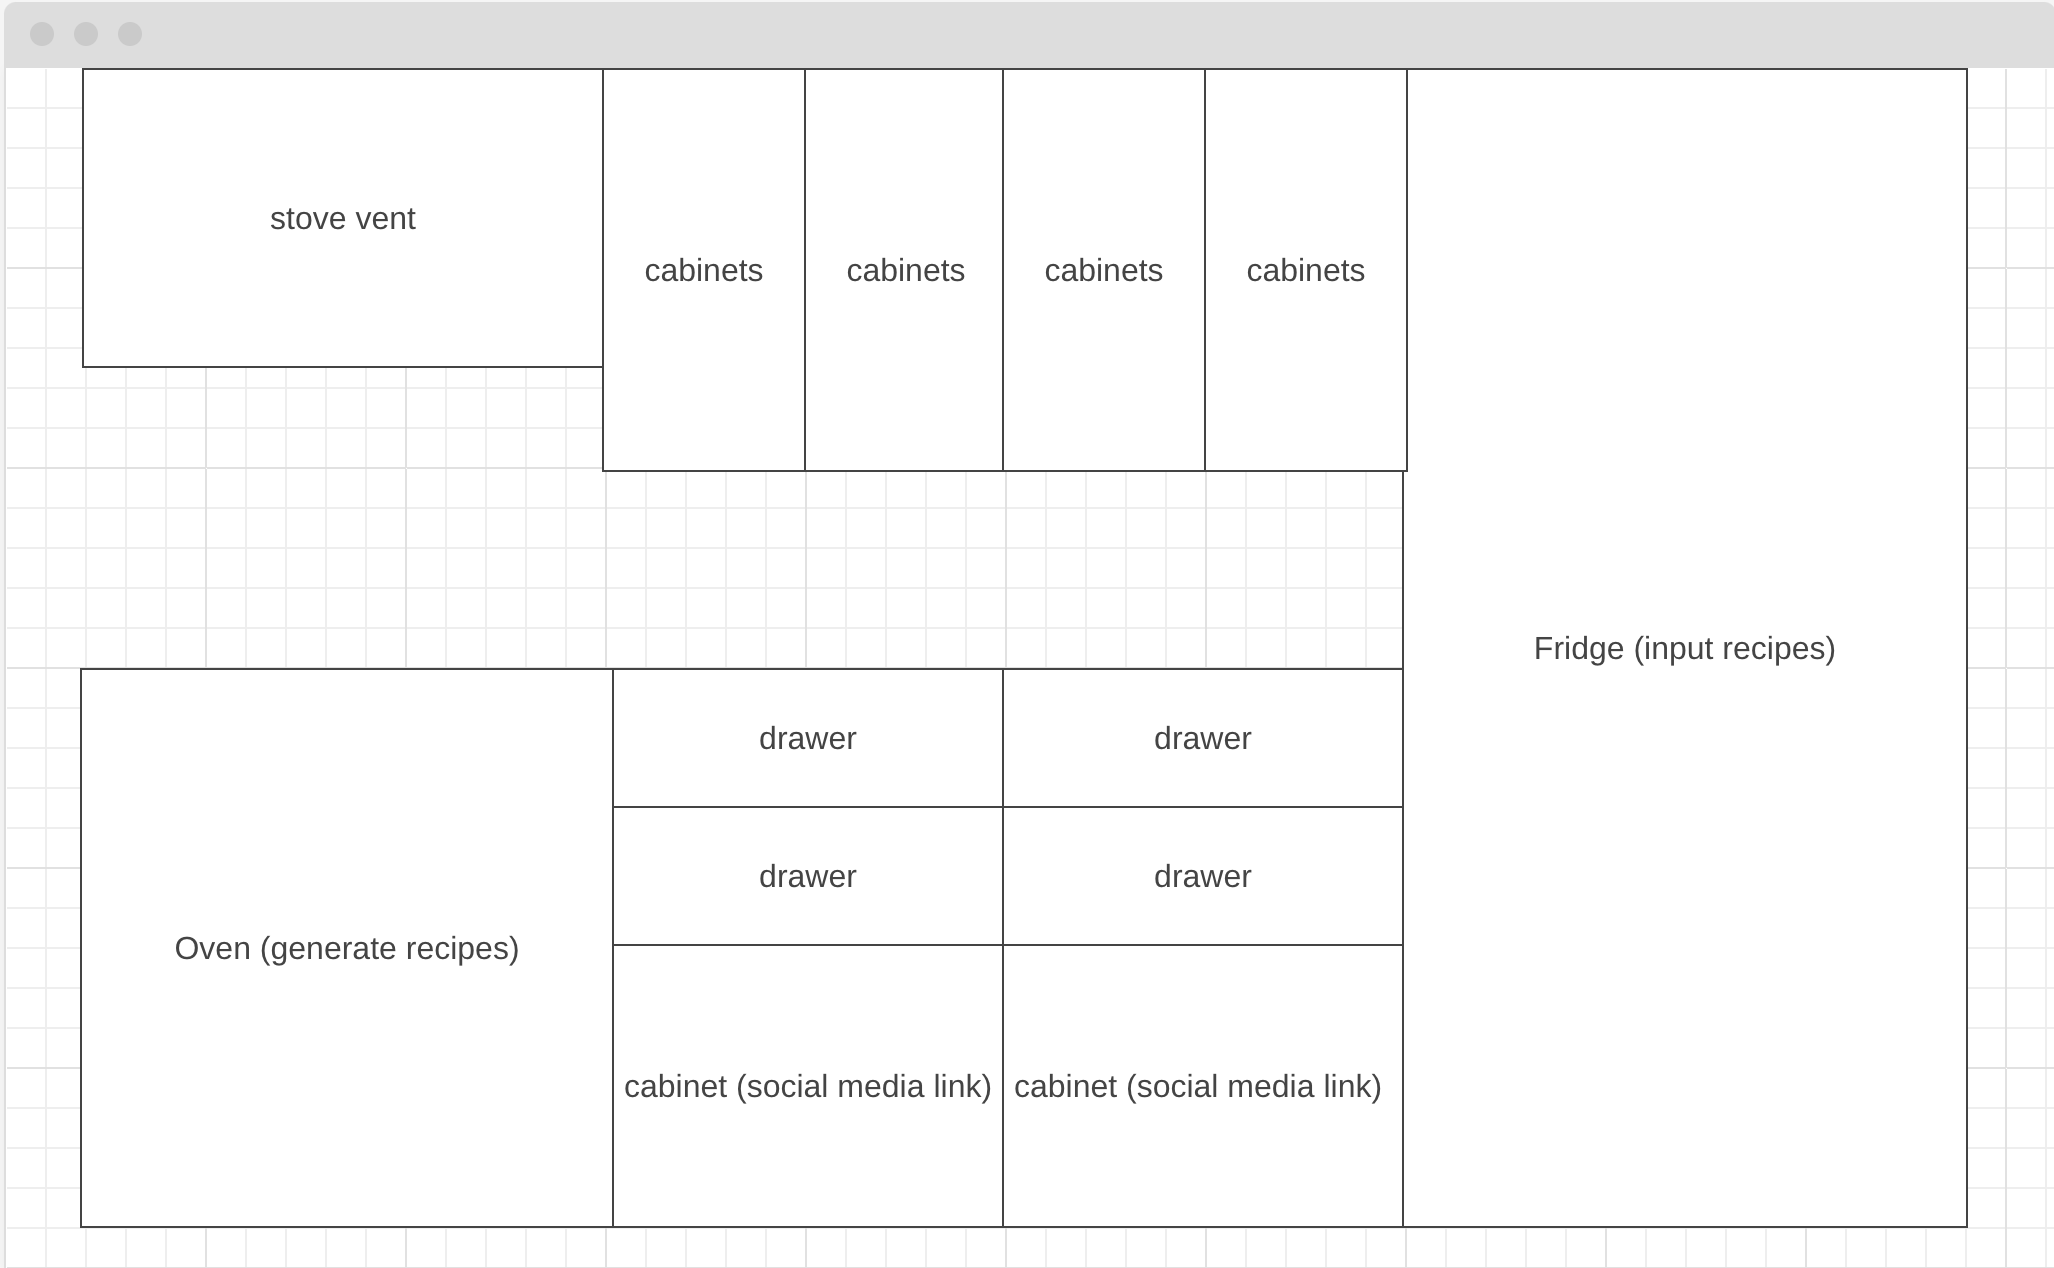 stove vent
cabinets
cabinets
cabinets
cabinets
Fridge (input recipes)
drawer
drawer
drawer
drawer
Oven (generate recipes)
cabinet (social media link)
cabinet (social media link)